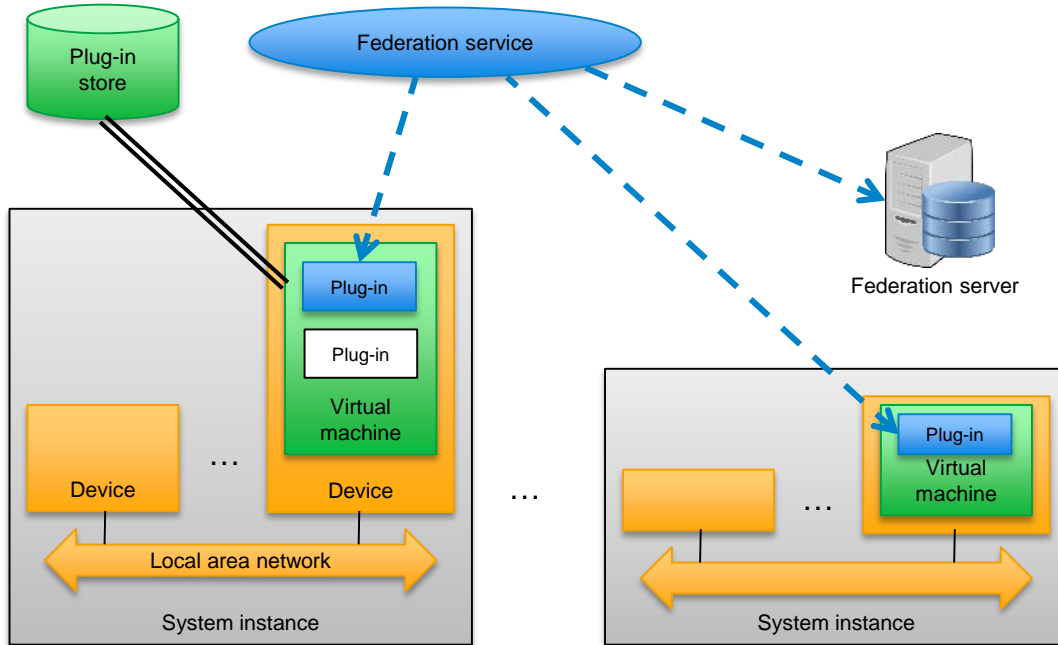 Plug-in
store
Federation service
Federation server
Plug-in
Plug-in
Virtual
machine
Device
...
Device
Local area network
System instance
...
Plug-in
Virtual
machine
...
System instance